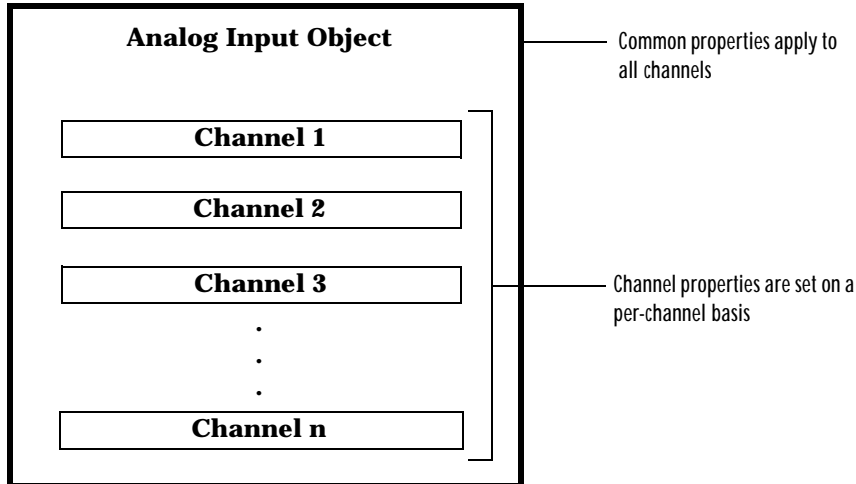 Analog Input Object
Common properties apply to
all channels
Channel 1
Channel 2
Channel 3
Channel properties are set on a
per-channel basis
.
.
.
Channel n